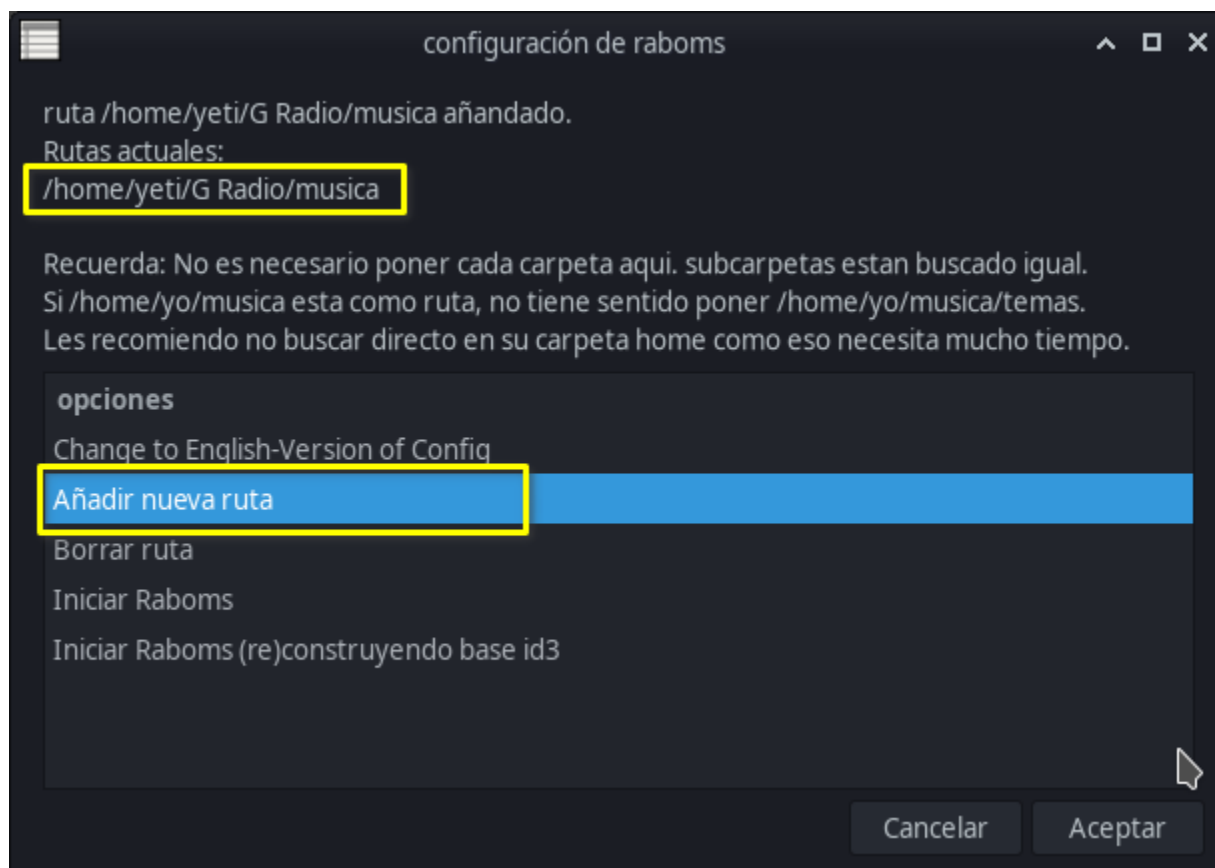 configuración de raboms
ruta /home/yeti/G Radio/musica añandado.
Rutas actuales:
/home/yeti/G Radio/musica
Recuerda: No es necesario poner cada carpeta aqui. subcarpetas estan buscado igual.
Si /home/yo/musica esta como ruta, no tiene sentido poner /home/yo/musica/temas.
Les recomiendo no buscar directo en su carpeta home como eso necesita mucho tiempo.
opciones
Change to English-Version of Config
Añadir nueva ruta
Borrar ruta
Iniciar Raboms
Iniciar Raboms (re)construyendo base id3
Cancelar Aceptar